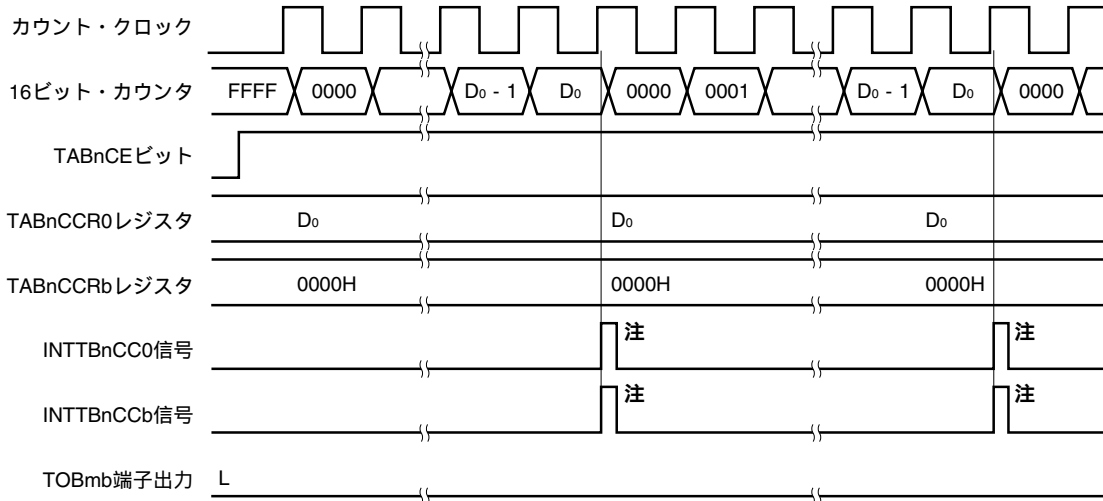 カウント・クロック
16ビット・カウンタ FFFF 0000 D0 - 1 D0 0000 0001 D0 - 1 D0 0000
TABnCEビット
TABnCCR0レジスタ D0 D0 D0
TABnCCRbレジスタ 0000H 0000H 0000H
INTTBnCC0信号 注 注
INTTBnCCb信号 注 注
TOBmb端子出力 L